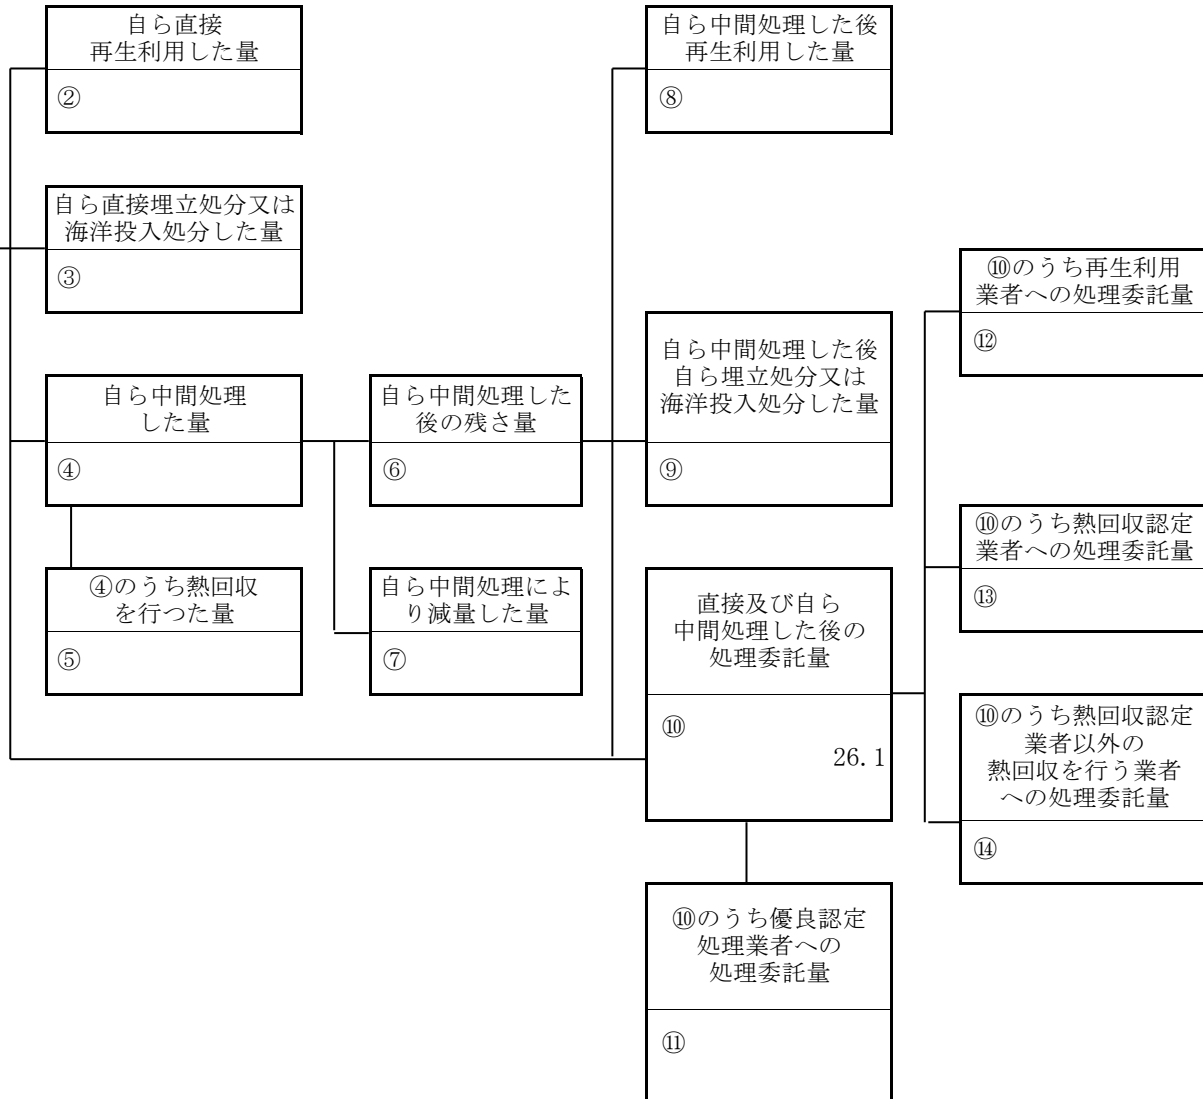 自ら直接
再生利用した量
②
自ら直接埋立処分又は
海洋投入処分した量
③
自ら中間処理
した量
④
④のうち熱回収
を行つた量
⑤
自ら中間処理した
後の残さ量
⑥
自ら中間処理によ
り減量した量
⑦
自ら中間処理した後
再生利用した量
⑧
自ら中間処理した後
自ら埋立処分又は
海洋投入処分した量
⑨
直接及び自ら
中間処理した後の
処理委託量
⑩
26.1
⑩のうち優良認定
処理業者への
処理委託量
⑪
⑩のうち再生利用
業者への処理委託量
⑫
⑩のうち熱回収認定
業者への処理委託量
⑬
⑩のうち熱回収認定
業者以外の
熱回収を行う業者
への処理委託量
⑭